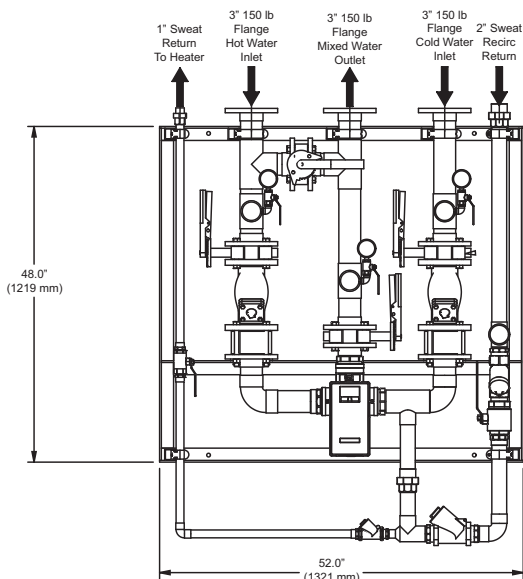 1" Sweat
Return
To Heater
3" 150 lb
Flange
Hot Water
Inlet
3" 150 lb
Flange
Mixed Water
Outlet
3" 150 lb
Flange
Cold Water
Inlet
2" Sweat
Recirc
Return
48.0"
(1219 mm)
52.0"
(1321 mm)